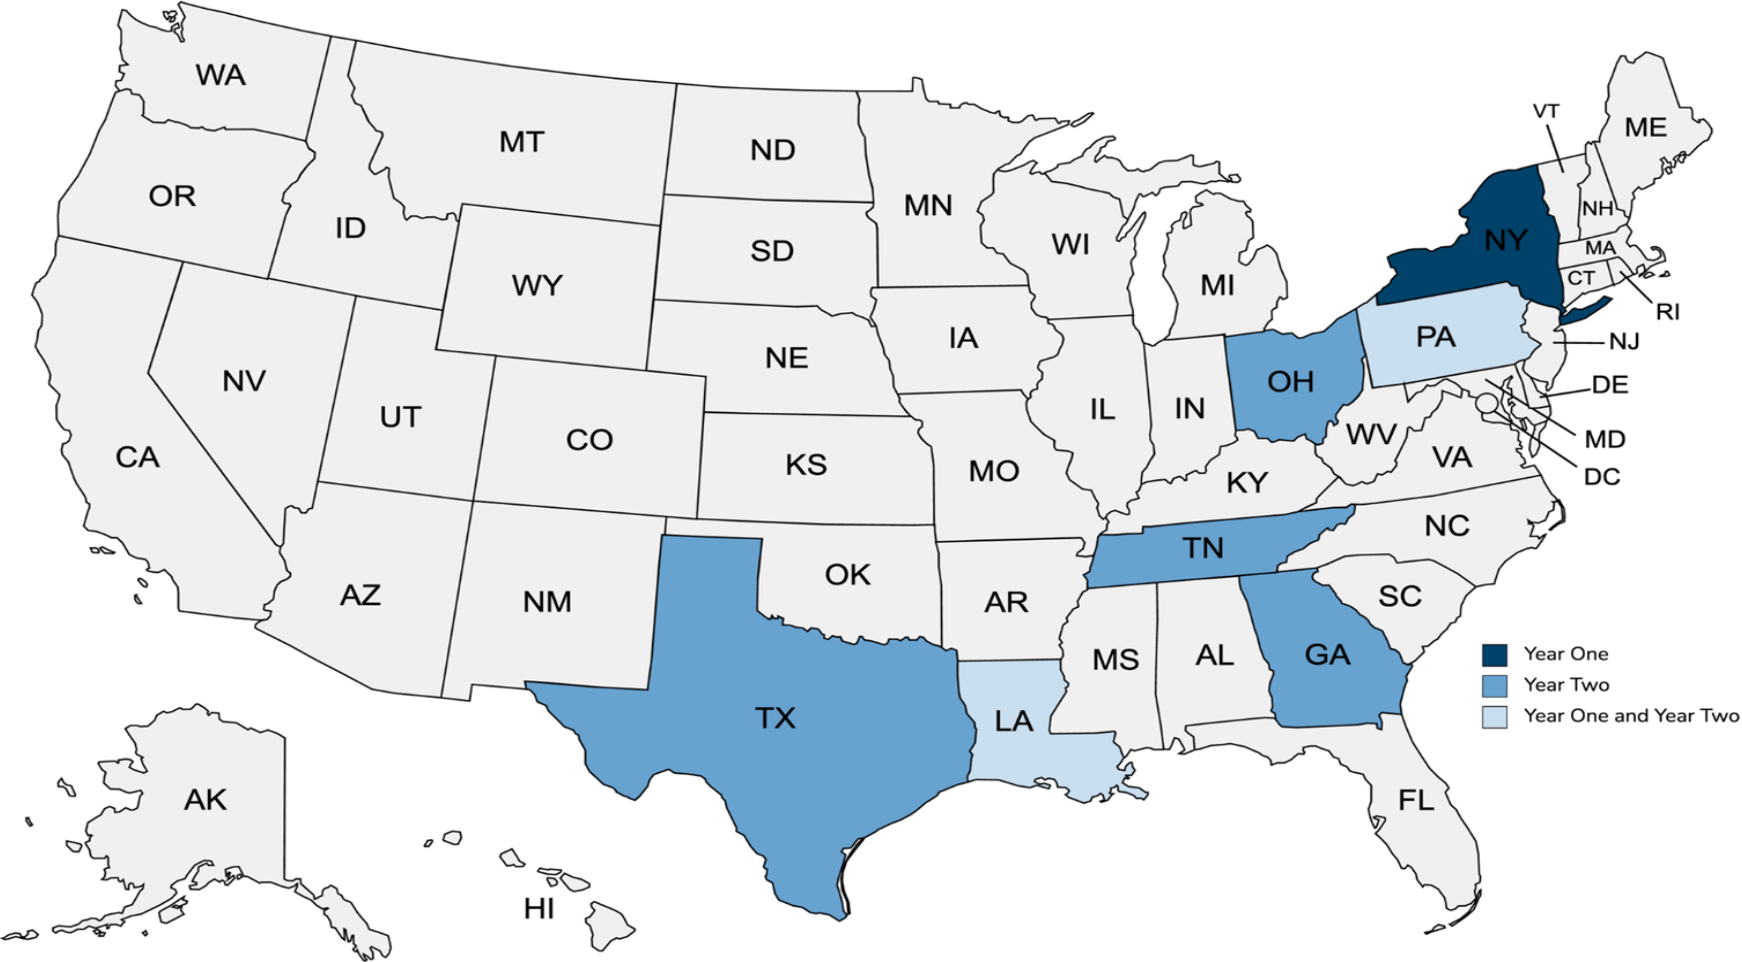 WA
MT
ND
MN
VT
ME
OR
ID
SD
WI
MI
NY
NH
MA
CT
RI
WY
NE
IA
PA
NJ
NV
UT
CO
KS
MO
IL
IN
OH
WV
VA
DE
MD
DC
CA
KY
AZ
NM
OK
AR
TN
NC
SC
TX
LA
MS
AL
GA
FL
AK
HI
Year One
Year Two
Year One and Year Two